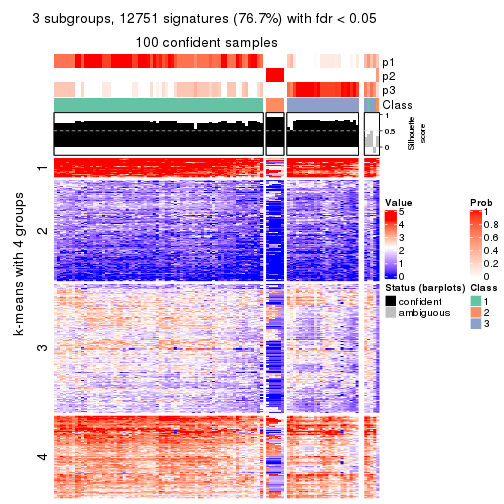 3 subgroups, 12751 signatures (76.7%) with fdr < 0.05
100 confident samples
p1
p2
p3
Class
1
0.5
0
Silhouette
score
k-means with 4 groups
1
2
3
4
Value
5
4
3
2
1
0
Prob
1
0.8
0.6
0.4
0.2
0
Status (barplots)
confident
ambiguous
Class
1
2
3